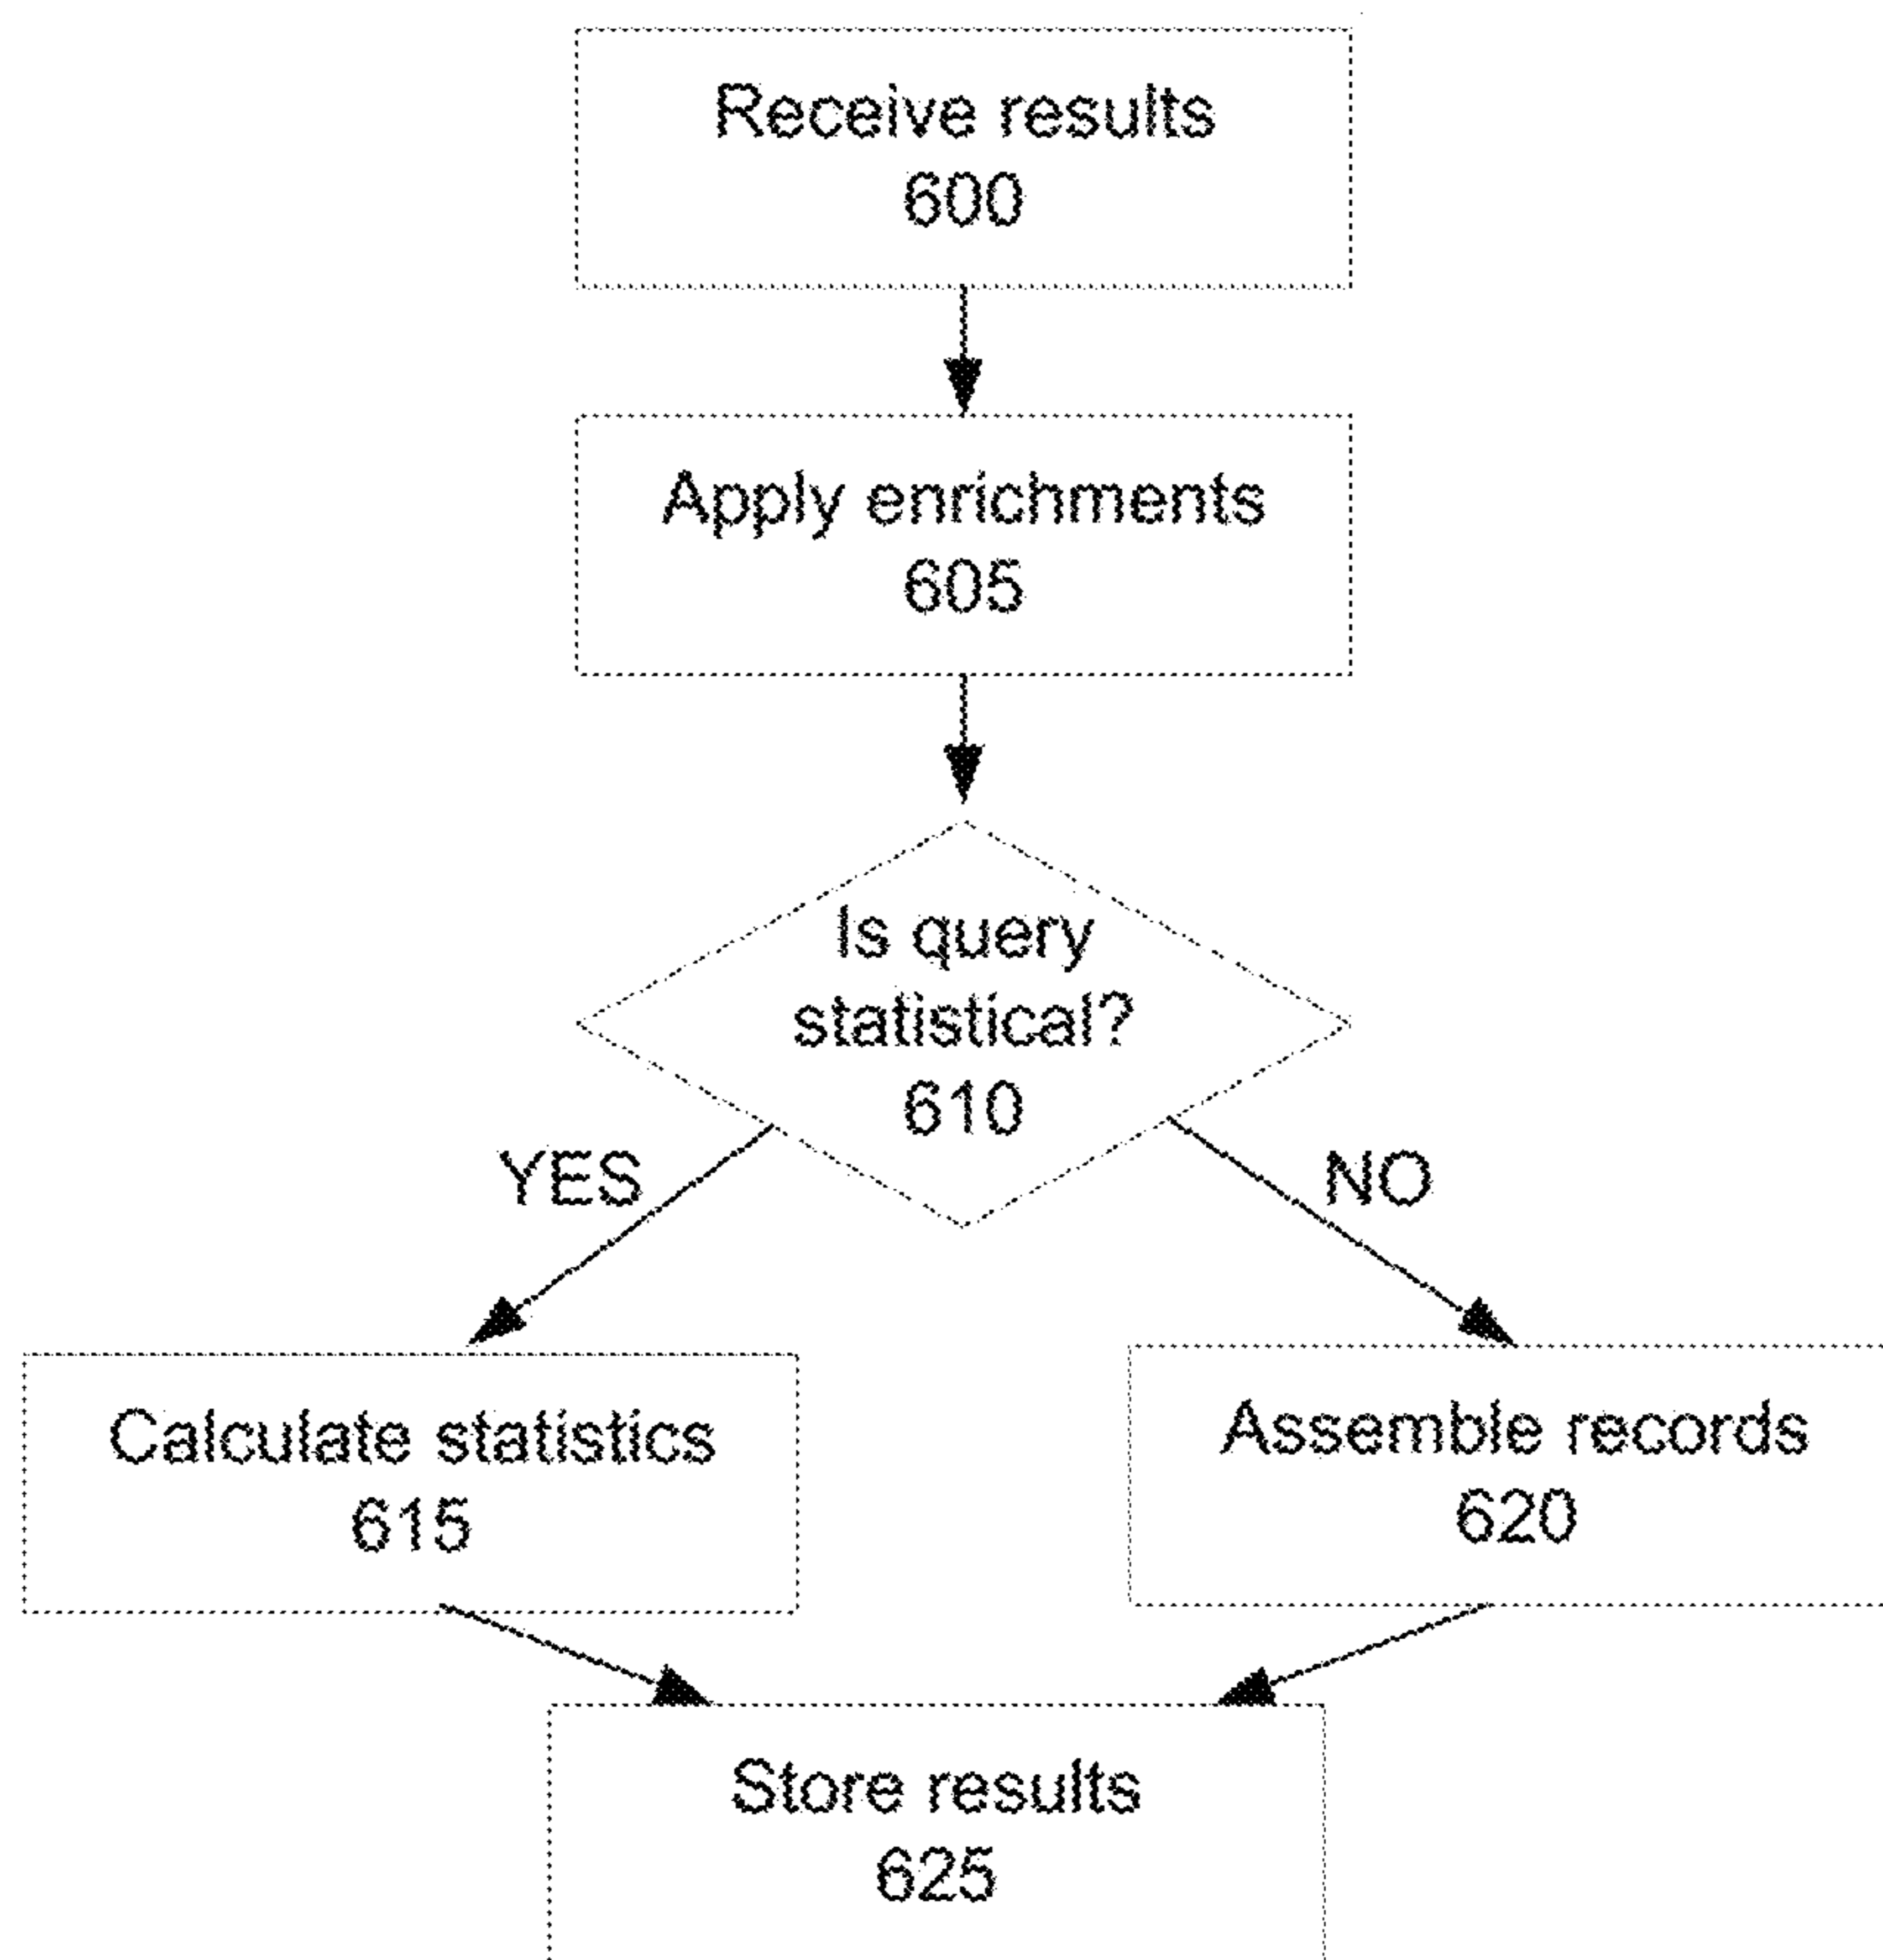 Receive results
600
Apply enrichments
605
Is query
statistical?
610
YES
NO
Calculate statistics
615
Assemble records
620
Store results
625